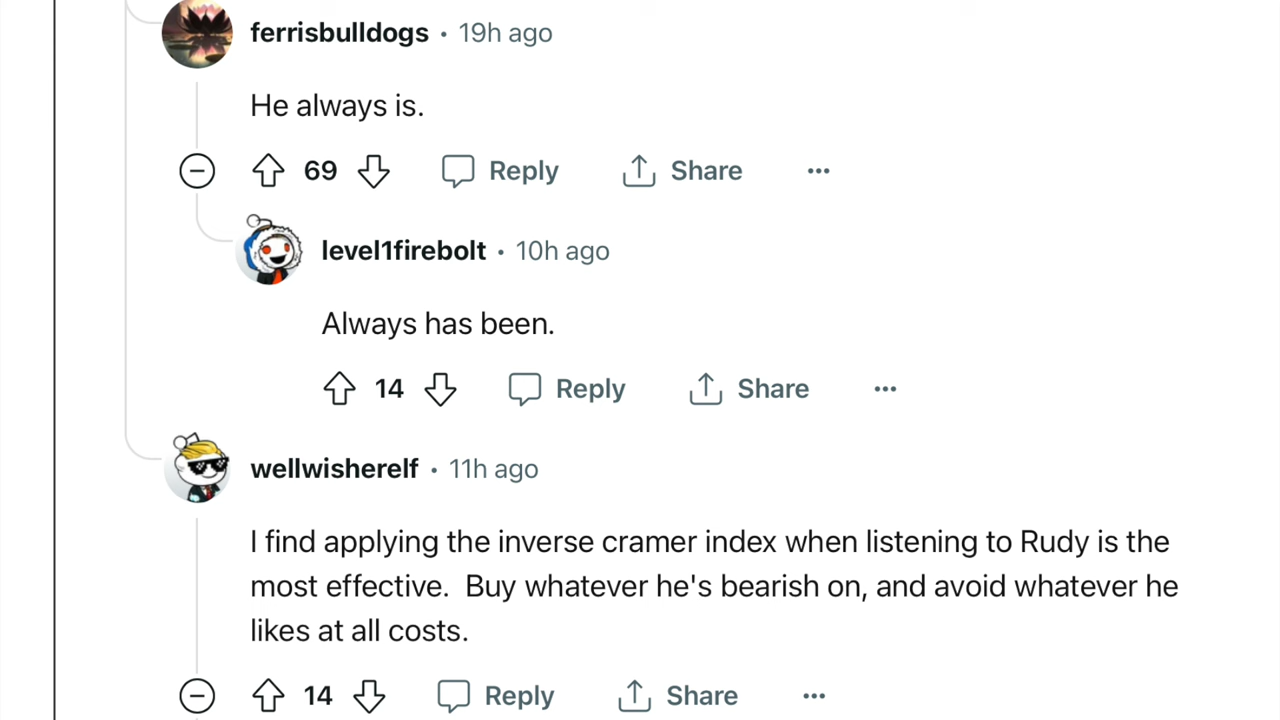 ferrisbulldogs • 19h ago
He always is.
69 Reply Share ...
level1firebolt • 10h ago
Always has been.
14 Reply Share ...
wellwisherelf • 11h ago
I find applying the inverse cramer index when listening to Rudy is the
most effective.  Buy whatever he's bearish on, and avoid whatever he
likes at all costs.
14 Reply Share ...